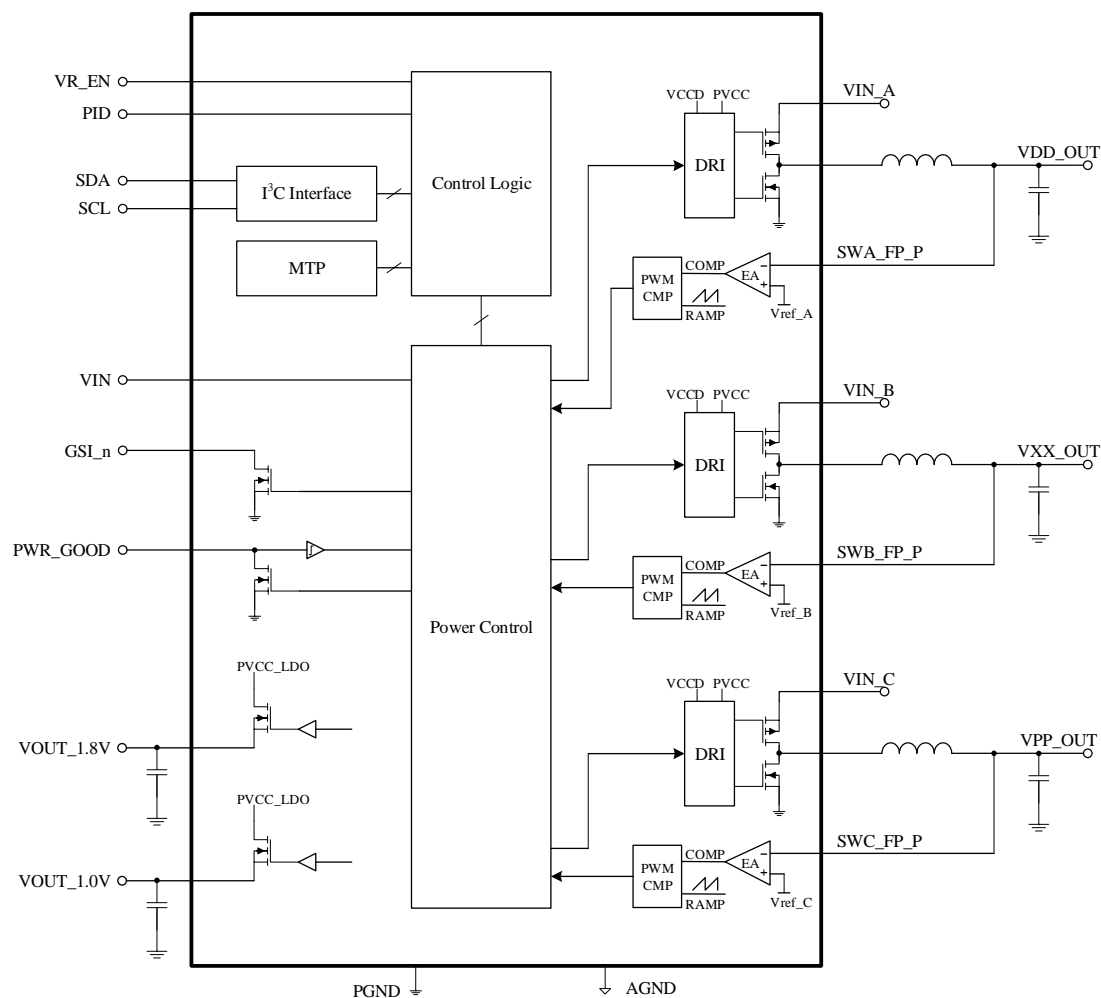 VR_EN
PID
SDA
SCL
I³C Interface
MTP
Control Logic
VIN
GSI_n
PWR_GOOD
Power Control
PVCC_LDO
VOUT_1.8V
PVCC_LDO
VOUT_1.0V
VCCD PVCC
DRI
VIN_A
VDD_OUT
SWA_FP_P
PWM
CMP
COMP
RAMP
EA
Vref_A
VCCD PVCC
DRI
VIN_B
VXX_OUT
SWB_FP_P
PWM
CMP
COMP
RAMP
EA
Vref_B
VCCD PVCC
DRI
VIN_C
VPP_OUT
SWC_FP_P
PWM
CMP
COMP
RAMP
EA
Vref_C
PGND
AGND